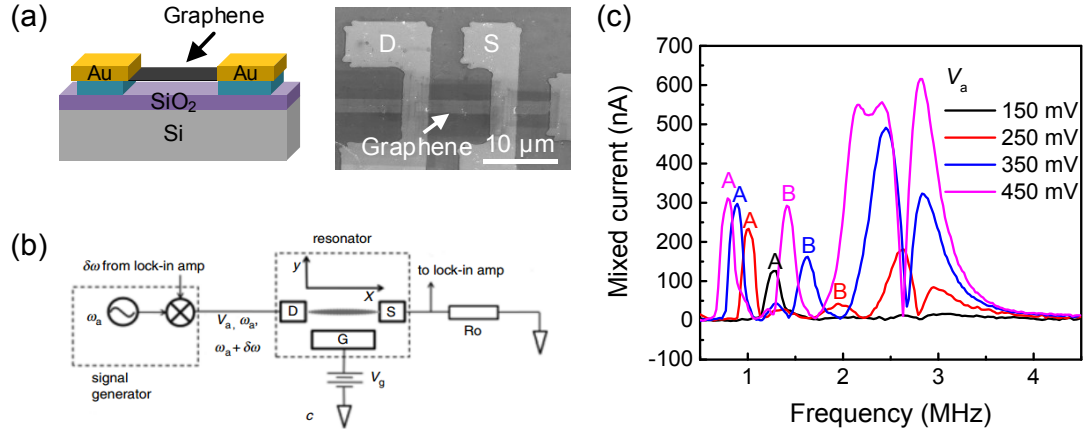 (a)
Graphene
Au
Au
SiO₂
Si
D
S
Graphene
10 µm
(b)
δω from lock-in amp
ωa
signal
generator
Va, ωa,
ωa + δω
resonator
y
X
D
S
G
Vg
c
to lock-in amp
Ro
(c)
Mixed current (nA)
700
600
500
400
300
200
100
0
-100
Va
150 mV
250 mV
350 mV
450 mV
A
A
A
A
B
B
B
1 2 3 4
Frequency (MHz)